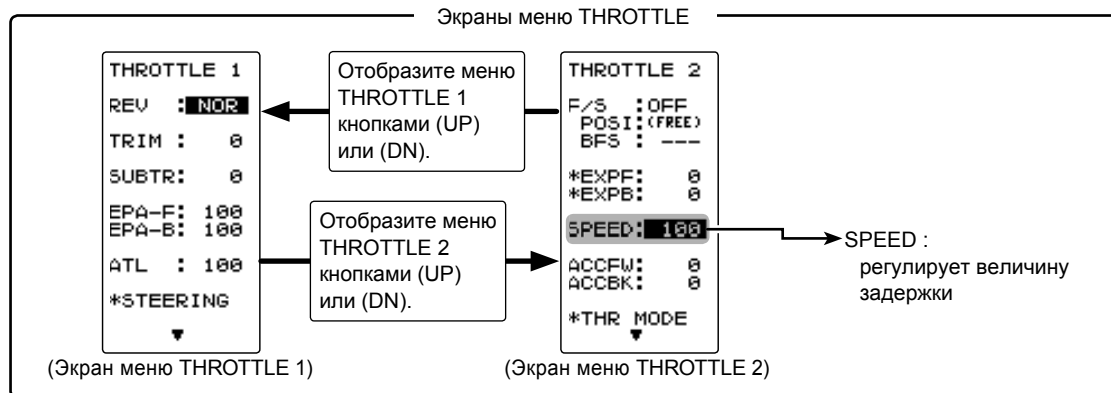 Экраны меню THROTTLE
THROTTLE 1
REV : NOR
TRIM : 0
SUBTR: 0
EPA-F: 100
EPA-B: 100
ATL : 100
*STEERING
(Экран меню THROTTLE 1)
Отобразите меню
THROTTLE 1
кнопками (UP)
или (DN).
Отобразите меню
THROTTLE 2
кнопками (UP)
или (DN).
THROTTLE 2
F/S :OFF
POSI:(FREE)
BFS : ---
*EXPF: 0
*EXPB: 0
SPEED: 100
ACCFW: 0
ACCBK: 0
*THR MODE
(Экран меню THROTTLE 2)
SPEED :
регулирует величину
задержки